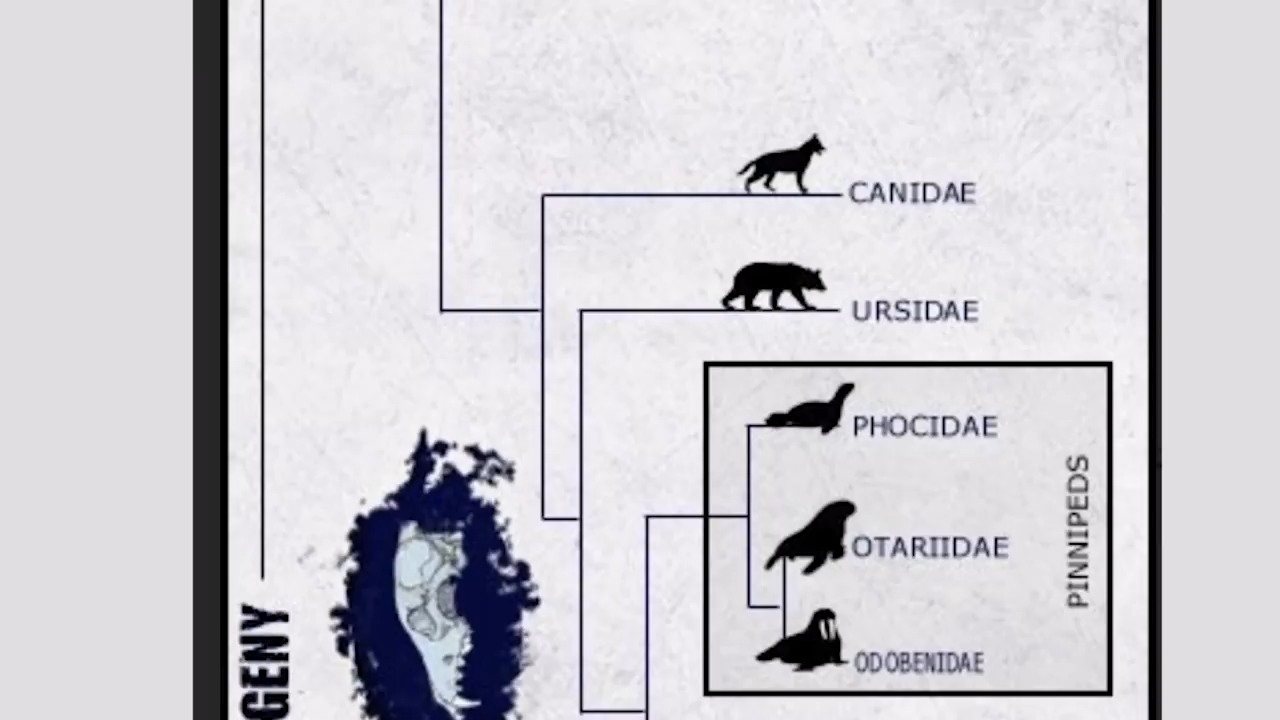 CANIDAE
URSIDAE
PHOCIDAE
OTARIIDAE
ODOBENIDAE
PINNIPEDS
GENY